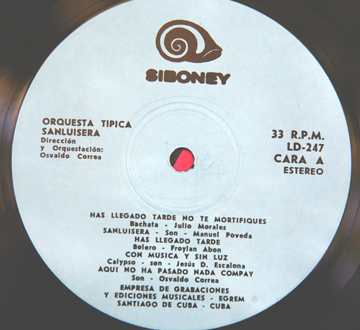 SIBONEY
ORQUESTA TIPICA
SANLUISERA
Dirección
y Orquestación:
Osvaldo Correa
33 R.P.M.
LD-247
CARA A
ESTEREO
HAS LLEGADO TARDE NO TE MORTIFIQUES
Bachata - Julio Morales
SANLUISERA - Son - Manuel Poveda
HAS LLEGADO TARDE
Bolero - Froylan Abon
CON MUSICA Y SIN LUZ
Calypso - son - Jesús D. Escalona
AQUI NO HA PASADO NADA COMPAY
Son - Osvaldo Correa
EMPRESA DE GRABACIONES
Y EDICIONES MUSICALES - EGREM
SANTIAGO DE CUBA - CUBA